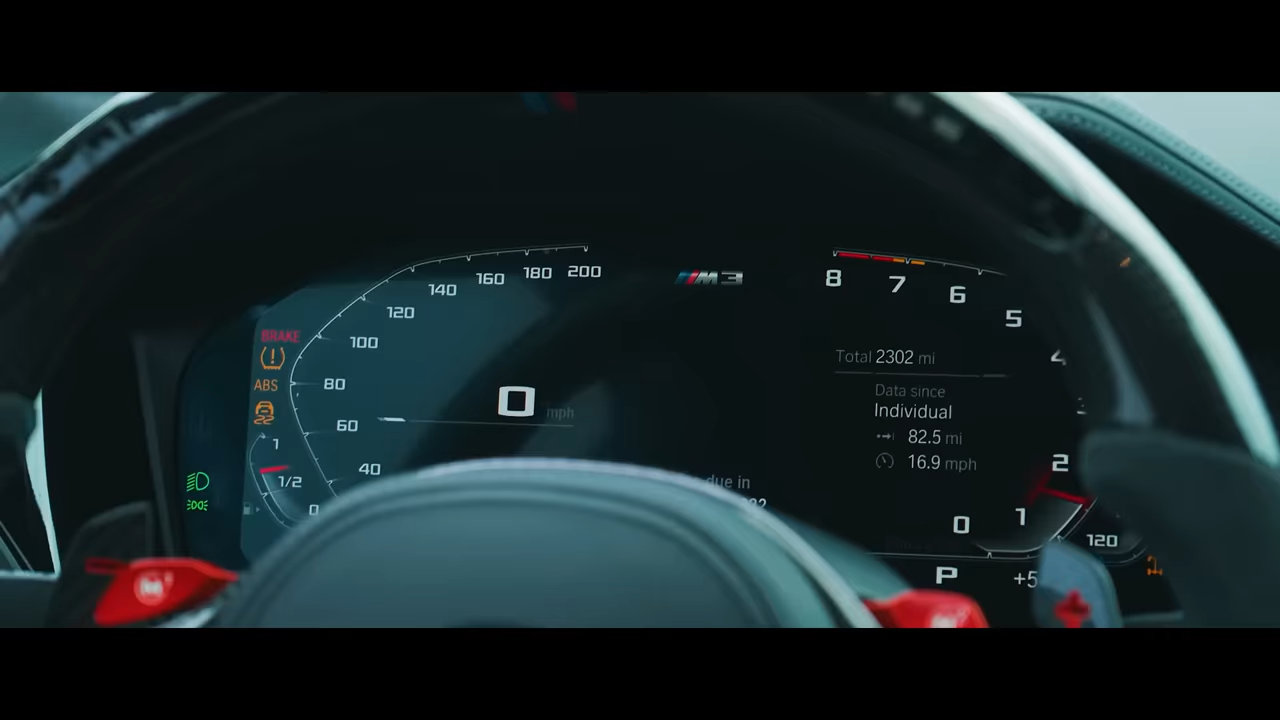 160 180 200
140
120
100
80
60
40
0
BRAKE
ABS
1
1/2
0
mph
M3
8 7 6
5
4
2
1
0
Total 2302 mi
Data since
Individual
82.5 mi
16.9 mph
due in
120
P +5
M1